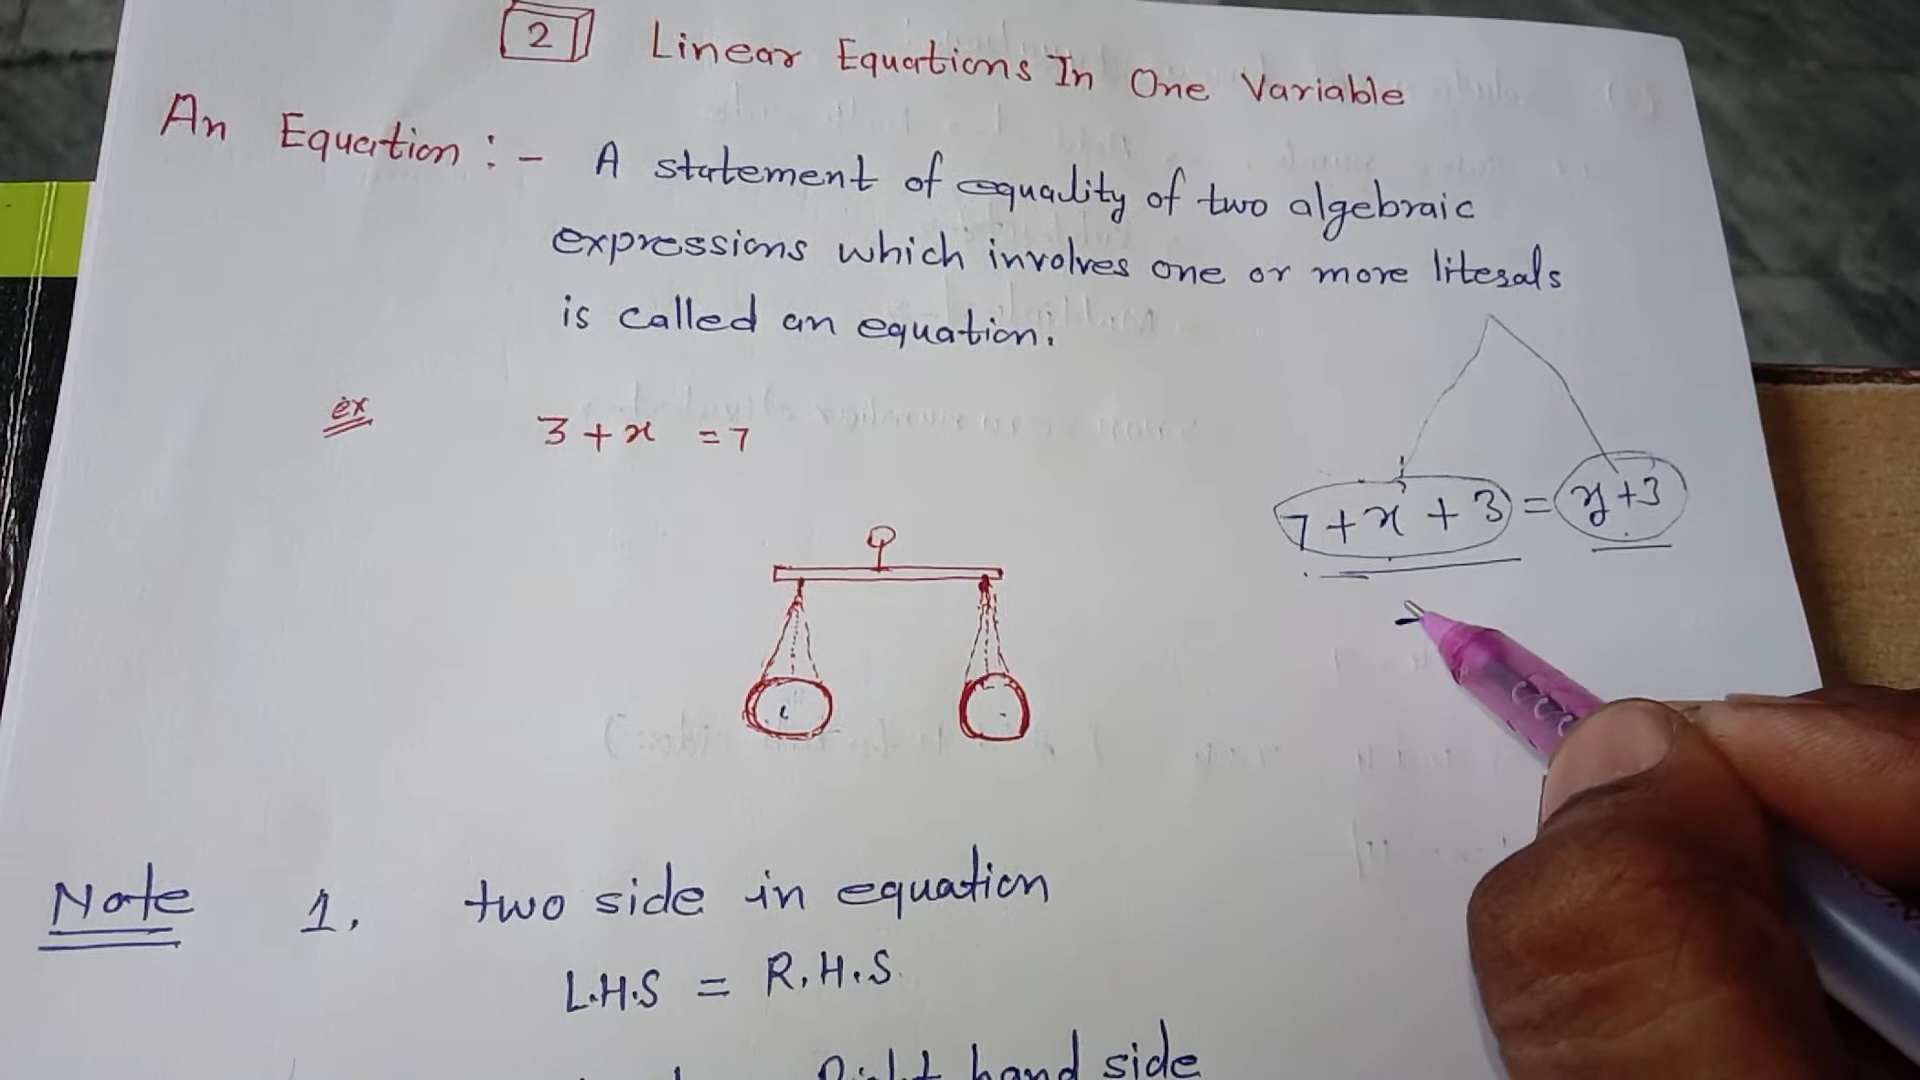 2 Linear Equations In One Variable
An Equation :- A statement of equality of two algebraic
expressions which involves one or more literals
is called an equation.
ex 3 + x = 7
7 + x + 3 = y + 3
Note 1. two side in equation
L.H.S = R.H.S.
Right hand side